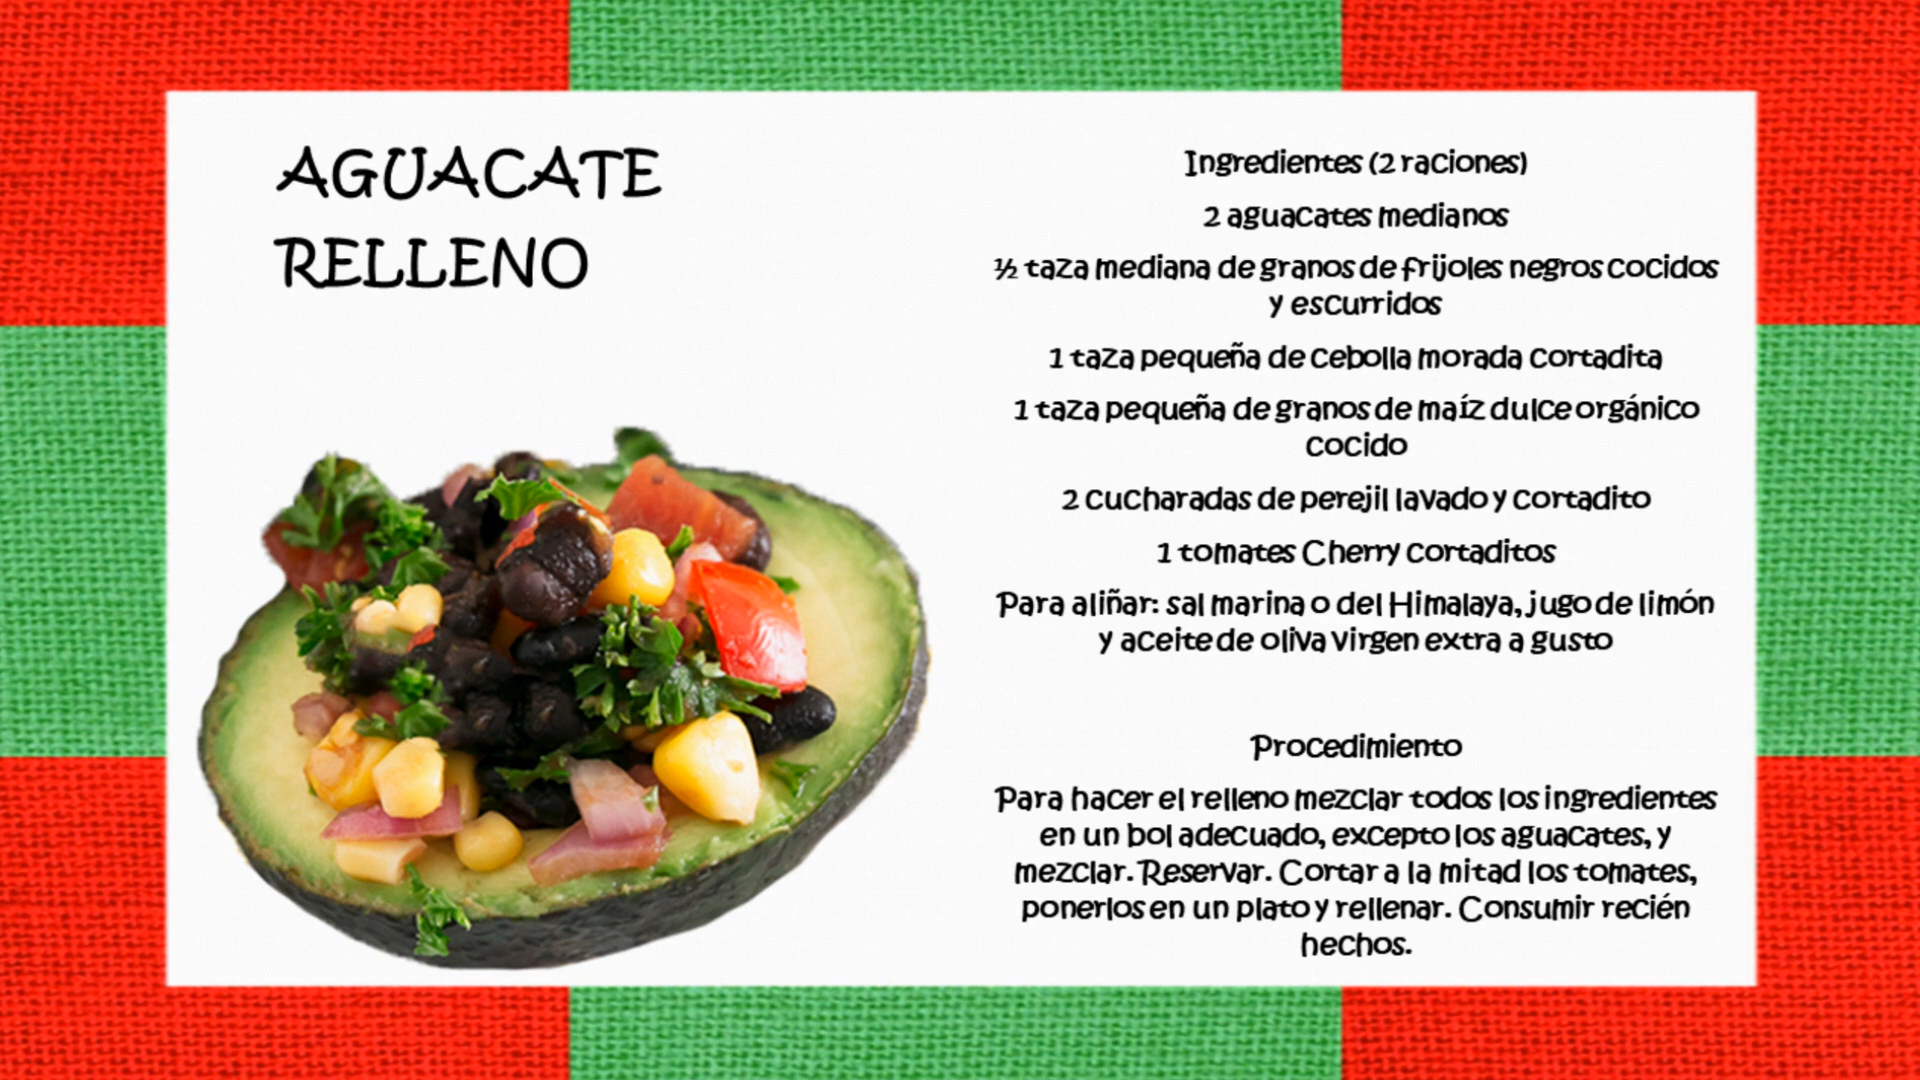 AGUACATE
RELLENO
Ingredientes (2 raciones)
2 aguacates medianos
½ taza mediana de granos de frijoles negros cocidos
y escurridos
1 taza pequeña de cebolla morada cortadita
1 taza pequeña de granos de maíz dulce orgánico
cocido
2 cucharadas de perejil lavado y cortadito
1 tomates Cherry cortaditos
Para aliñar: sal marina o del Himalaya, jugo de limón
y aceite de oliva virgen extra a gusto
Procedimiento
Para hacer el relleno mezclar todos los ingredientes
en un bol adecuado, excepto los aguacates, y
mezclar. Reservar. Cortar a la mitad los tomates,
ponerlos en un plato y rellenar. Consumir recién
hechos.